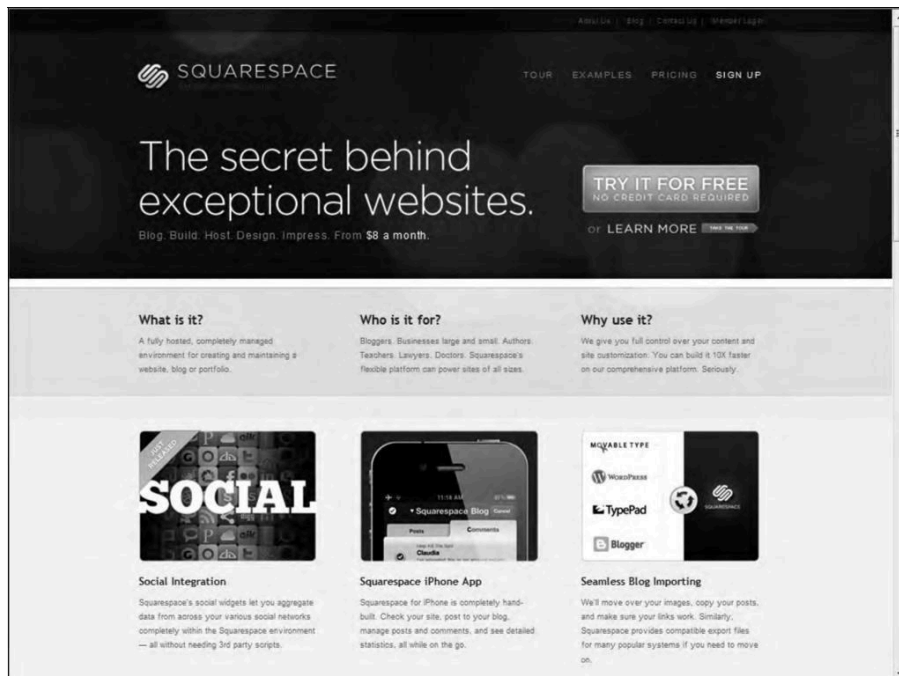 About Us | Blog | Contact Us | Member Login
SQUARESPACE
TOUR EXAMPLES PRICING SIGN UP
The secret behind
exceptional websites.
Blog. Build. Host. Design. Impress. From $8 a month.
TRY IT FOR FREE
NO CREDIT CARD REQUIRED
or LEARN MORE TAKE THE TOUR
What is it?
A fully hosted, completely managed
environment for creating and maintaining a
website, blog or portfolio.
Who is it for?
Bloggers. Businesses large and small. Authors.
Teachers. Lawyers. Doctors. Squarespace's
flexible platform can power sites of all sizes.
Why use it?
We give you full control over your content and
site customization. You can build it 10X faster
on our comprehensive platform. Seriously.
JUST
RELEASED
SOCIAL
Social Integration
Squarespace's social widgets let you aggregate
data from across your various social networks
completely within the Squarespace environment
— all without needing 3rd party scripts.
11:18 AM
Squarespace Blog Cancel
Posts Comments
Claudia
Squarespace iPhone App
Squarespace for iPhone is completely hand-
built. Check your site, post to your blog,
manage posts and comments, and see detailed
statistics, all while on the go.
MOVABLE TYPE
WORDPRESS
TypePad
Blogger
SQUARESPACE
Seamless Blog Importing
We'll move over your images, copy your posts,
and make sure your links work. Similarly,
Squarespace provides compatible export files
for many popular systems if you need to move
on.